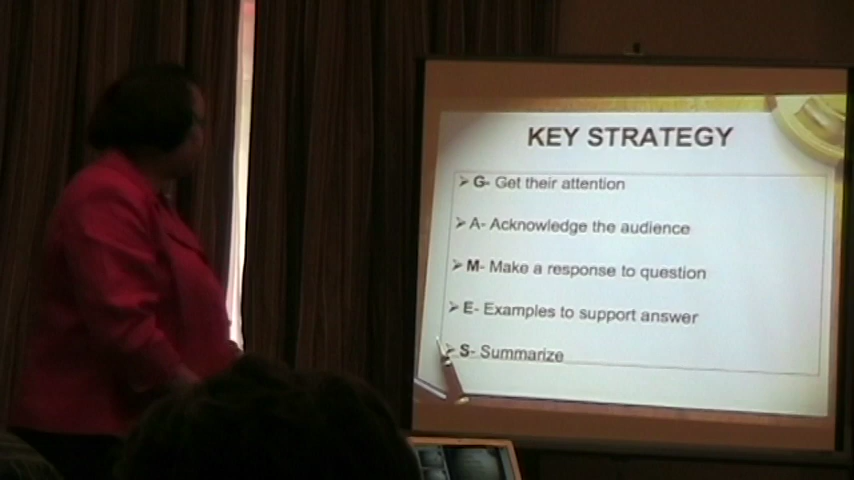 KEY STRATEGY
➢ G- Get their attention
➢ A- Acknowledge the audience
➢ M- Make a response to question
➢ E- Examples to support answer
➢ S- Summarize